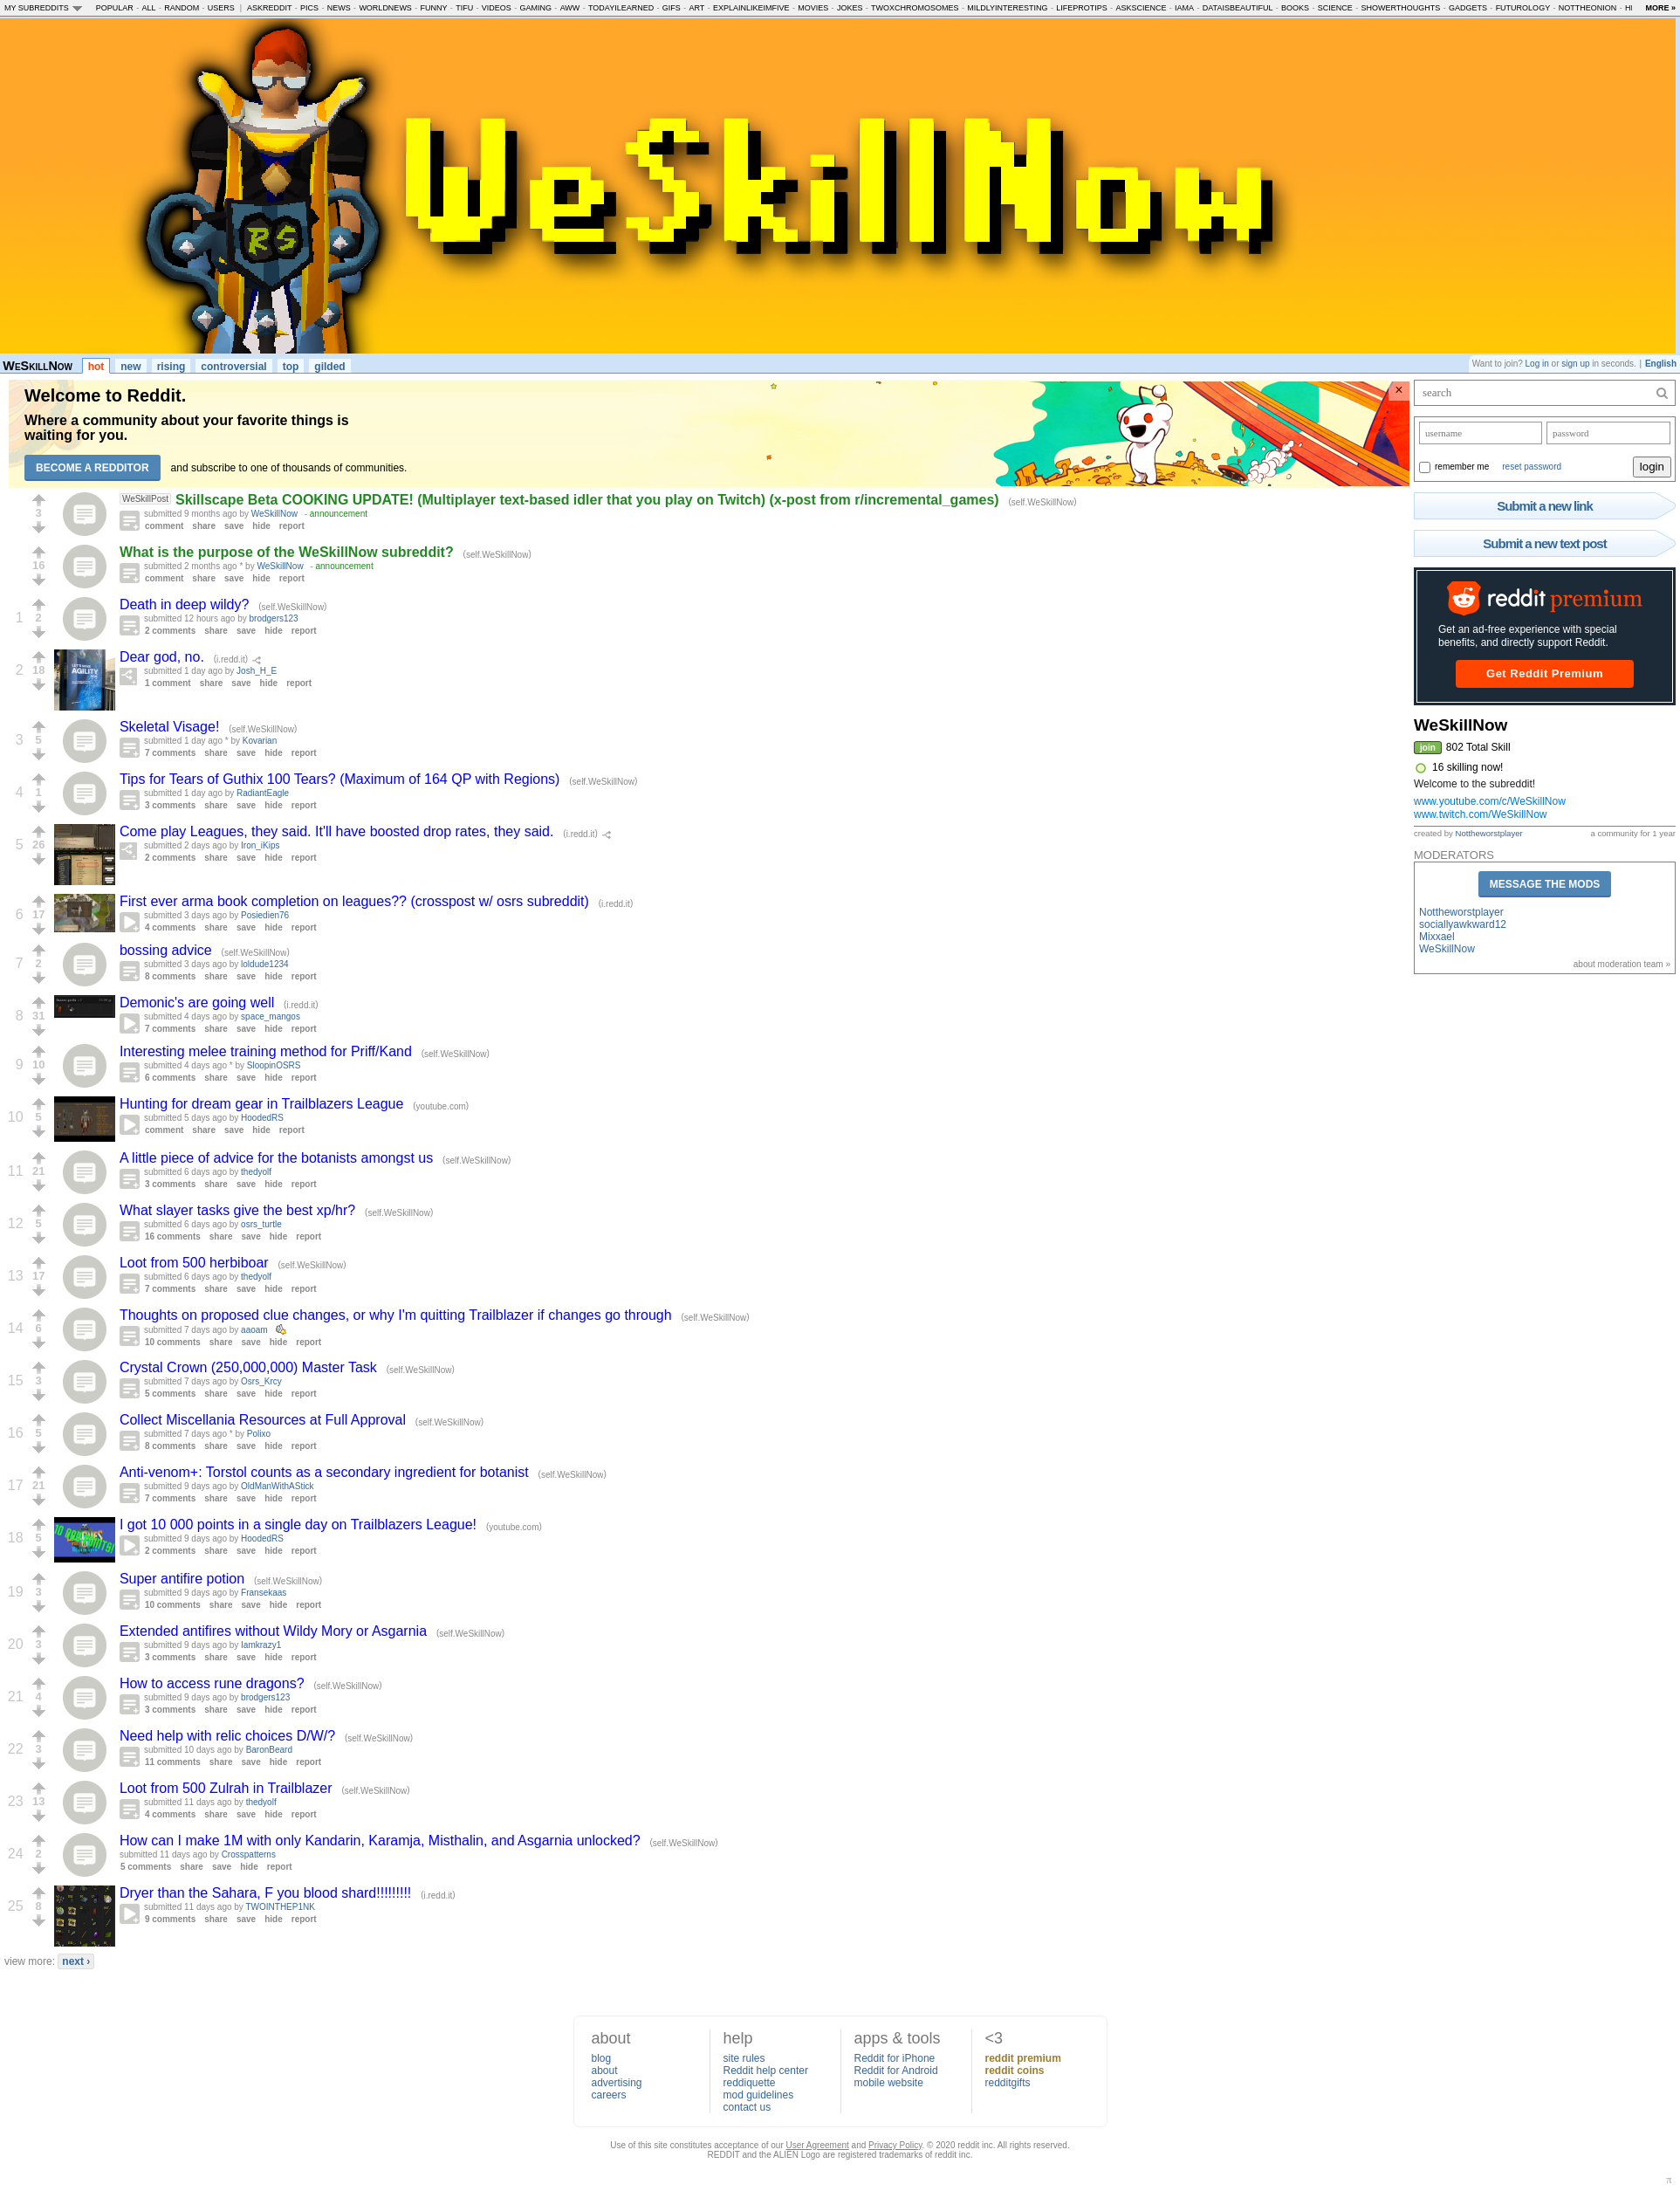 MY SUBREDDITS POPULAR - ALL - RANDOM - USERS | ASKREDDIT - PICS - NEWS - WORLDNEWS - FUNNY - TIFU - VIDEOS - GAMING - AWW - TODAYILEARNED - GIFS - ART - EXPLAINLIKEIMFIVE - MOVIES - JOKES - TWOXCHROMOSOMES - MILDLYINTERESTING - LIFEPROTIPS - ASKSCIENCE - IAMA - DATAISBEAUTIFUL - BOOKS - SCIENCE - SHOWERTHOUGHTS - GADGETS - FUTUROLOGY - NOTTHEONION - HI MORE »
RS
WeSkillNow
WeSkillNow hot new rising controversial top gilded
Want to join? Log in or sign up in seconds. | English
Welcome to Reddit.
Where a community about your favorite things is
waiting for you.
BECOME A REDDITOR and subscribe to one of thousands of communities.
×
3
WeSkillPost Skillscape Beta COOKING UPDATE! (Multiplayer text-based idler that you play on Twitch) (x-post from r/incremental_games) (self.WeSkillNow)
submitted 9 months ago by WeSkillNow - announcement
comment share save hide report
16
What is the purpose of the WeSkillNow subreddit? (self.WeSkillNow)
submitted 2 months ago * by WeSkillNow - announcement
comment share save hide report
1 2
Death in deep wildy? (self.WeSkillNow)
submitted 12 hours ago by brodgers123
2 comments share save hide report
2 18
AGILITY
Dear god, no. (i.redd.it)
submitted 1 day ago by Josh_H_E
1 comment share save hide report
3 5
Skeletal Visage! (self.WeSkillNow)
submitted 1 day ago * by Kovarian
7 comments share save hide report
4 1
Tips for Tears of Guthix 100 Tears? (Maximum of 164 QP with Regions) (self.WeSkillNow)
submitted 1 day ago by RadiantEagle
3 comments share save hide report
5 26
Come play Leagues, they said. It'll have boosted drop rates, they said. (i.redd.it)
submitted 2 days ago by Iron_iKips
2 comments share save hide report
6 17
First ever arma book completion on leagues?? (crosspost w/ osrs subreddit) (i.redd.it)
submitted 3 days ago by Posiedien76
4 comments share save hide report
7 2
bossing advice (self.WeSkillNow)
submitted 3 days ago by loldude1234
8 comments share save hide report
8 31
Demonic's are going well (i.redd.it)
submitted 4 days ago by space_mangos
7 comments share save hide report
9 10
Interesting melee training method for Priff/Kand (self.WeSkillNow)
submitted 4 days ago * by SloopinOSRS
6 comments share save hide report
10 5
Hunting for dream gear in Trailblazers League (youtube.com)
submitted 5 days ago by HoodedRS
comment share save hide report
11 21
A little piece of advice for the botanists amongst us (self.WeSkillNow)
submitted 6 days ago by thedyolf
3 comments share save hide report
12 5
What slayer tasks give the best xp/hr? (self.WeSkillNow)
submitted 6 days ago by osrs_turtle
16 comments share save hide report
13 17
Loot from 500 herbiboar (self.WeSkillNow)
submitted 6 days ago by thedyolf
7 comments share save hide report
14 6
Thoughts on proposed clue changes, or why I'm quitting Trailblazer if changes go through (self.WeSkillNow)
submitted 7 days ago by aaoam
10 comments share save hide report
15 3
Crystal Crown (250,000,000) Master Task (self.WeSkillNow)
submitted 7 days ago by Osrs_Krcy
5 comments share save hide report
16 5
Collect Miscellania Resources at Full Approval (self.WeSkillNow)
submitted 7 days ago * by Polixo
8 comments share save hide report
17 21
Anti-venom+: Torstol counts as a secondary ingredient for botanist (self.WeSkillNow)
submitted 9 days ago by OldManWithAStick
7 comments share save hide report
18 5
I got 10 000 points in a single day on Trailblazers League! (youtube.com)
submitted 9 days ago by HoodedRS
2 comments share save hide report
19 3
Super antifire potion (self.WeSkillNow)
submitted 9 days ago by Fransekaas
10 comments share save hide report
20 3
Extended antifires without Wildy Mory or Asgarnia (self.WeSkillNow)
submitted 9 days ago by Iamkrazy1
3 comments share save hide report
21 4
How to access rune dragons? (self.WeSkillNow)
submitted 9 days ago by brodgers123
3 comments share save hide report
22 3
Need help with relic choices D/W/? (self.WeSkillNow)
submitted 10 days ago by BaronBeard
11 comments share save hide report
23 13
Loot from 500 Zulrah in Trailblazer (self.WeSkillNow)
submitted 11 days ago by thedyolf
4 comments share save hide report
24 2
How can I make 1M with only Kandarin, Karamja, Misthalin, and Asgarnia unlocked? (self.WeSkillNow)
submitted 11 days ago by Crosspatterns
5 comments share save hide report
25 8
Dryer than the Sahara, F you blood shard!!!!!!!!! (i.redd.it)
submitted 11 days ago by TWOINTHEP1NK
9 comments share save hide report
view more: next ›
search
username password
remember me reset password login
Submit a new link
Submit a new text post
reddit premium
Get an ad-free experience with special
benefits, and directly support Reddit.
Get Reddit Premium
WeSkillNow
join 802 Total Skill
16 skilling now!
Welcome to the subreddit!
www.youtube.com/c/WeSkillNow
www.twitch.com/WeSkillNow
created by Nottheworstplayer a community for 1 year
MODERATORS
MESSAGE THE MODS
Nottheworstplayer
sociallyawkward12
Mixxael
WeSkillNow
about moderation team »
about
blog
about
advertising
careers
help
site rules
Reddit help center
reddiquette
mod guidelines
contact us
apps & tools
Reddit for iPhone
Reddit for Android
mobile website
<3
reddit premium
reddit coins
redditgifts
Use of this site constitutes acceptance of our User Agreement and Privacy Policy. © 2020 reddit inc. All rights reserved.
REDDIT and the ALIEN Logo are registered trademarks of reddit inc.
π